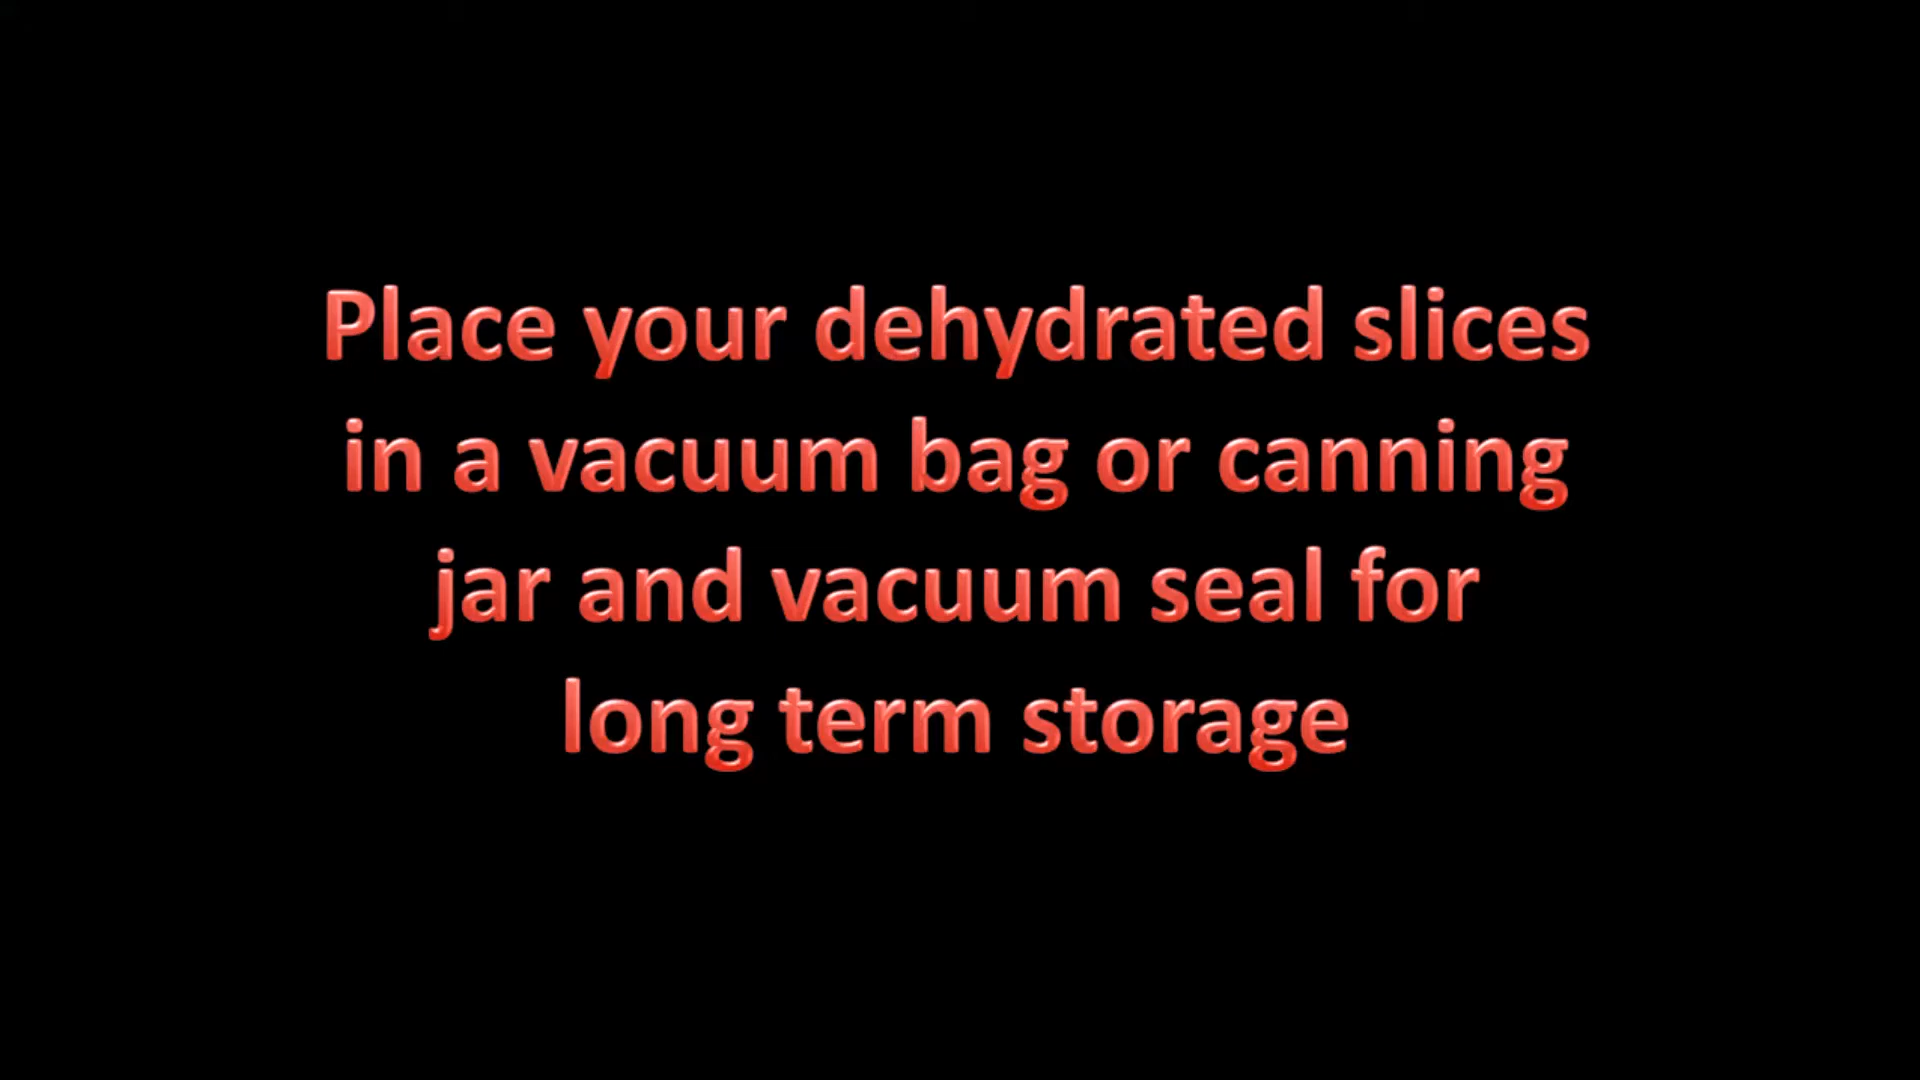 Place your dehydrated slices
in a vacuum bag or canning
jar and vacuum seal for
long term storage